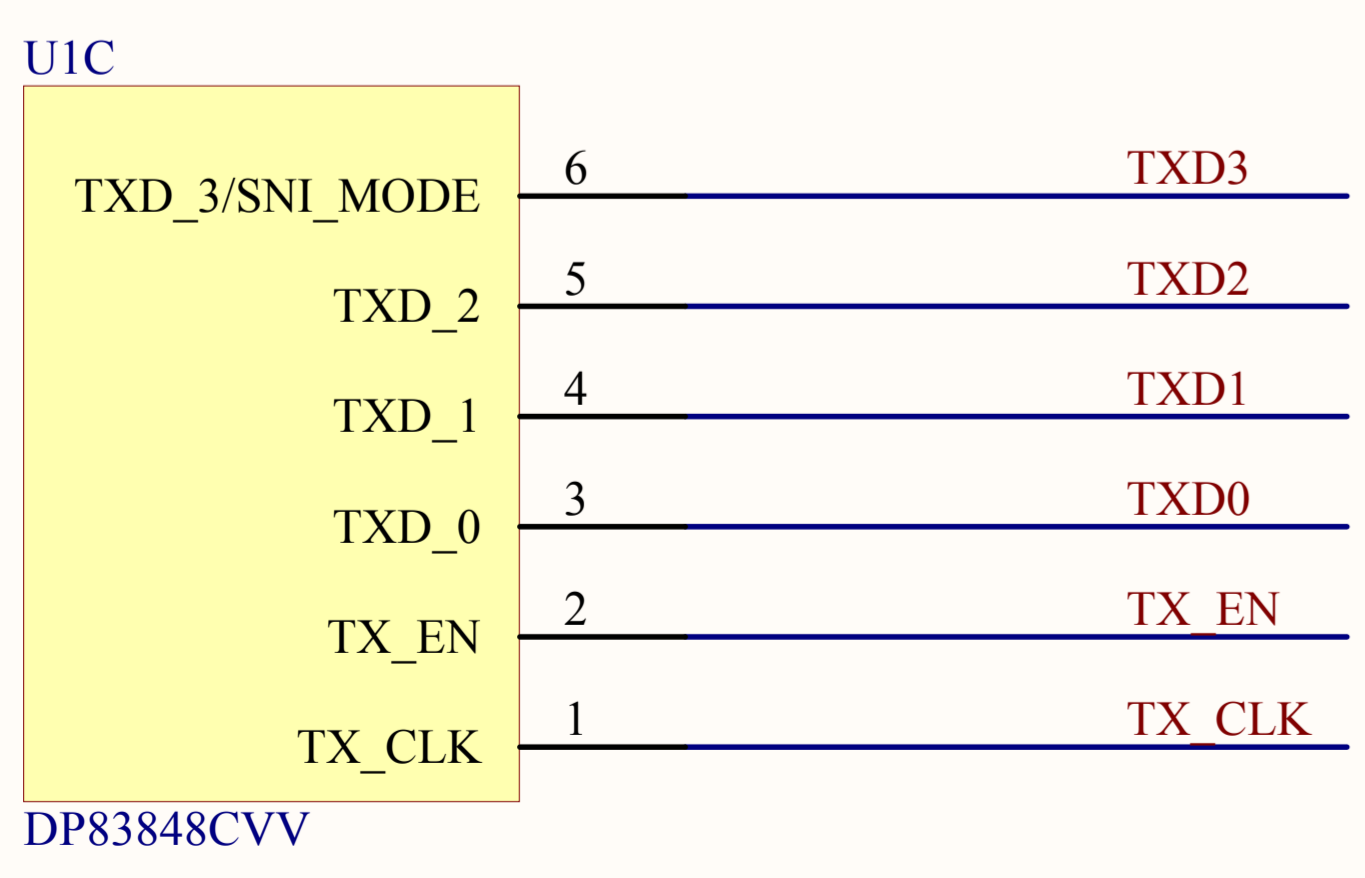 U1C
TXD_3/SNI_MODE 6 TXD3
TXD_2 5 TXD2
TXD_1 4 TXD1
TXD_0 3 TXD0
TX_EN 2 TX_EN
TX_CLK 1 TX_CLK
DP83848CVV